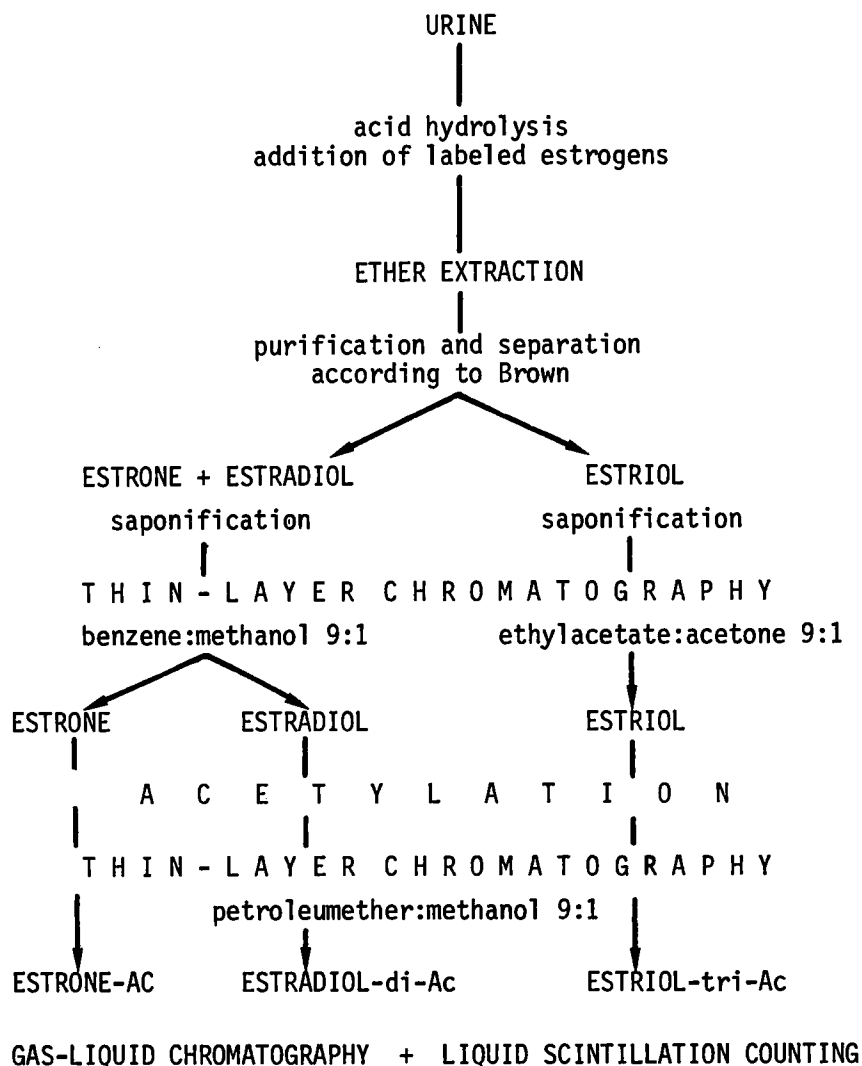 URINE
acid hydrolysis
addition of labeled estrogens
ETHER EXTRACTION
purification and separation
according to Brown
ESTRONE + ESTRADIOL ESTRIOL
saponification saponification
THIN-LAYER CHROMATOGRAPHY
benzene:methanol 9:1 ethylacetate:acetone 9:1
ESTRONE ESTRADIOL ESTRIOL
ACETYLATION
THIN-LAYER CHROMATOGRAPHY
petroleumether:methanol 9:1
ESTRONE-AC ESTRADIOL-di-Ac ESTRIOL-tri-Ac
GAS-LIQUID CHROMATOGRAPHY + LIQUID SCINTILLATION COUNTING